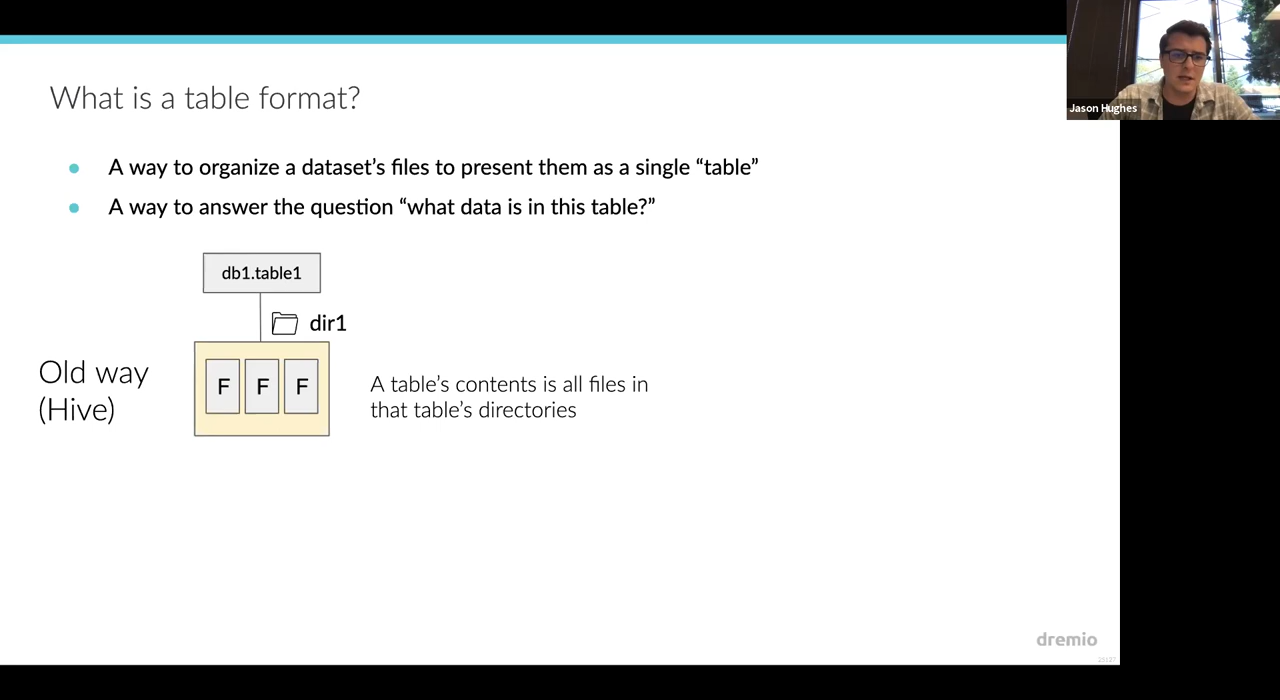 Jason Hughes
What is a table format?
● A way to organize a dataset’s files to present them as a single “table”
● A way to answer the question “what data is in this table?”
db1.table1
dir1
Old way
(Hive)
F F F
A table’s contents is all files in
that table’s directories
dremio